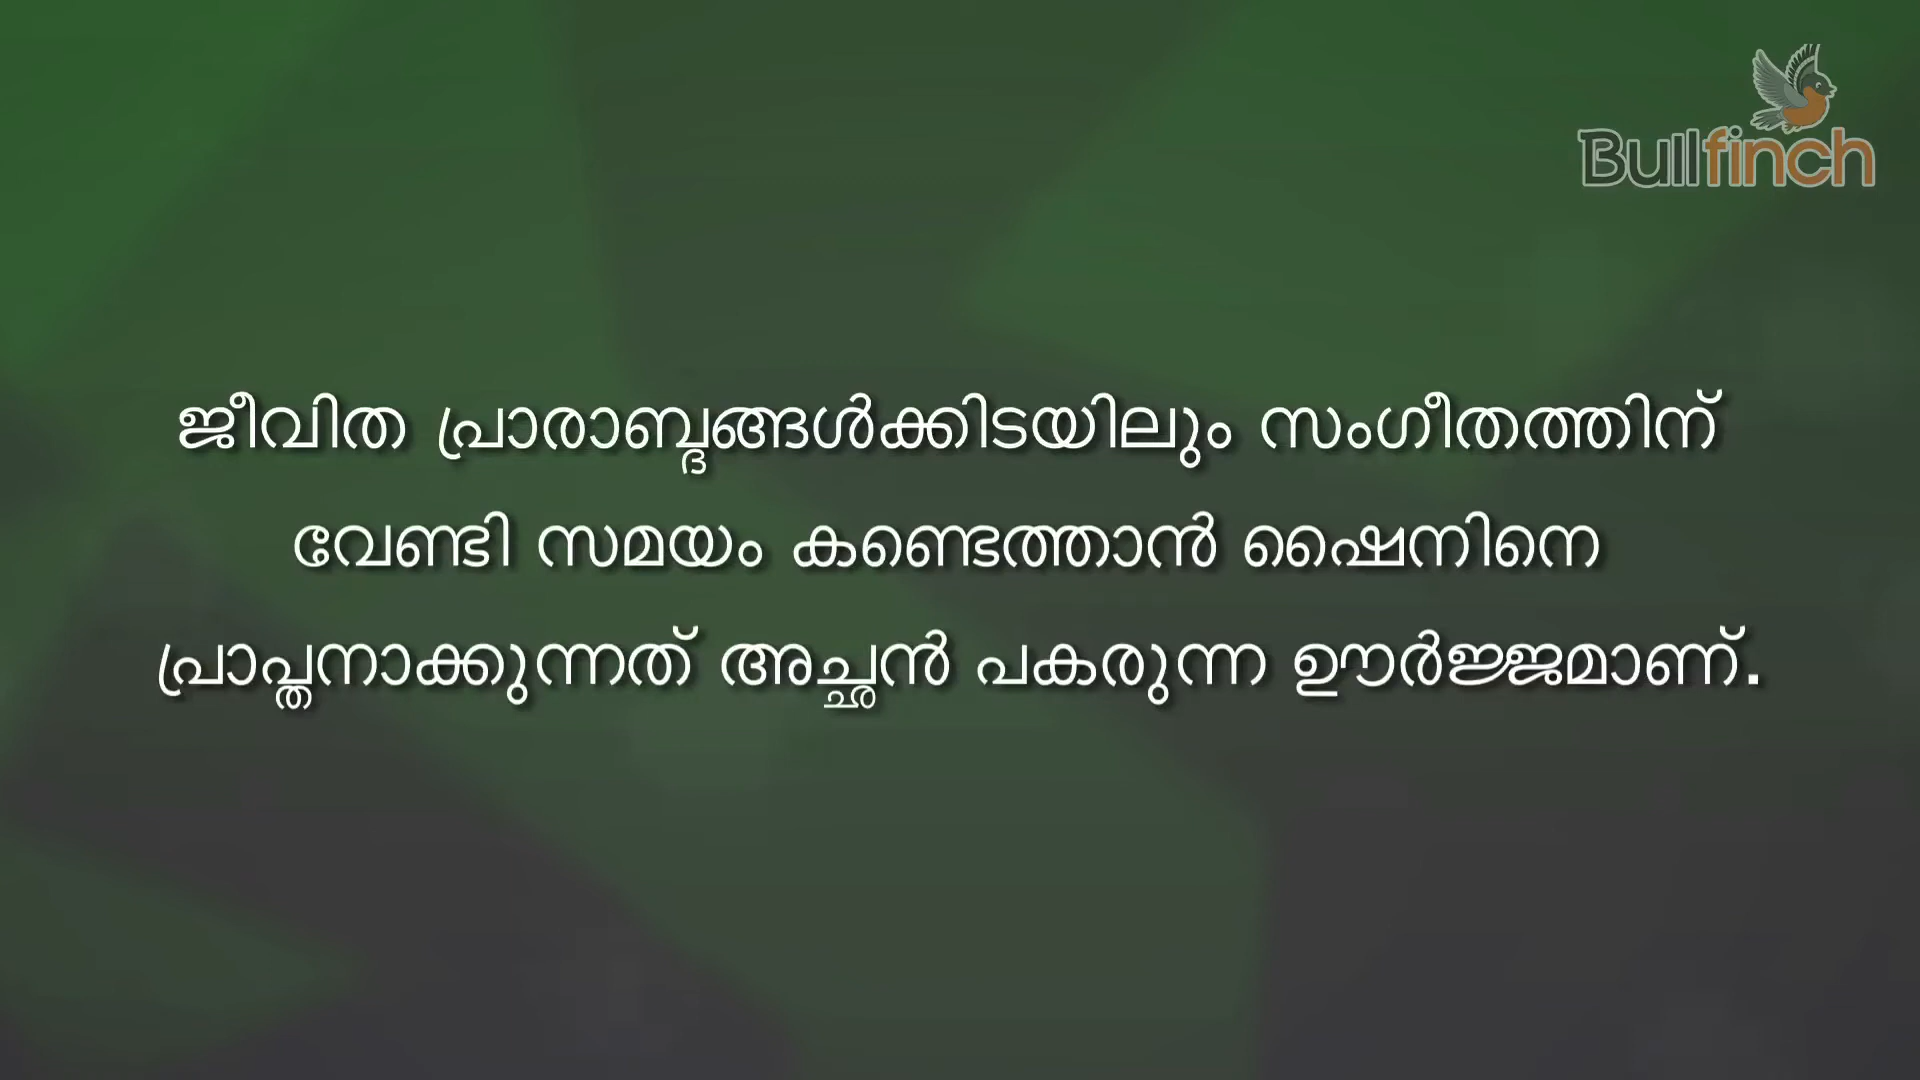 Bullfinch
ജീവിത പ്രാരാബ്ദങ്ങൾക്കിടയിലും സംഗീതത്തിന്
വേണ്ടി സമയം കണ്ടെത്താൻ ഷൈനിനെ
പ്രാപ്തനാക്കുന്നത് അച്ഛൻ പകരുന്ന ഊർജ്ജമാണ്.